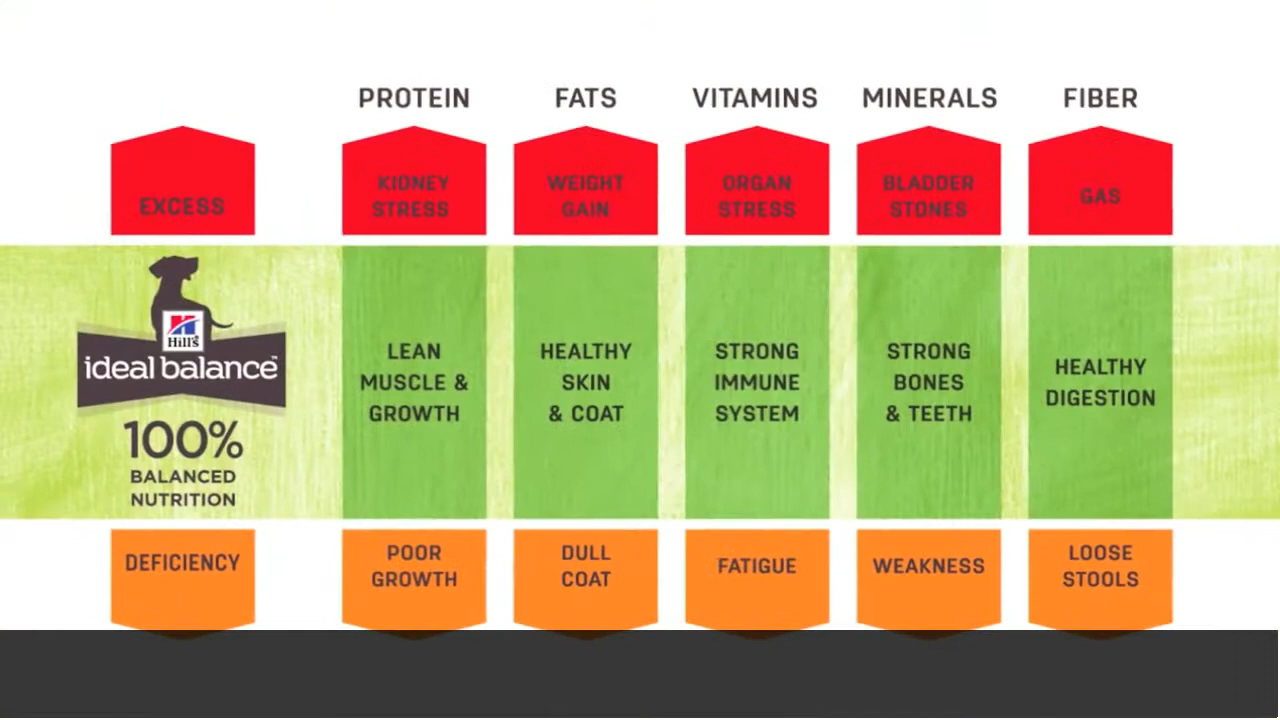 PROTEIN
FATS
VITAMINS
MINERALS
FIBER
EXCESS
KIDNEY
STRESS
WEIGHT
GAIN
ORGAN
STRESS
BLADDER
STONES
GAS
Hill's
ideal balance™
100%
BALANCED
NUTRITION
LEAN
MUSCLE &
GROWTH
HEALTHY
SKIN
& COAT
STRONG
IMMUNE
SYSTEM
STRONG
BONES
& TEETH
HEALTHY
DIGESTION
DEFICIENCY
POOR
GROWTH
DULL
COAT
FATIGUE
WEAKNESS
LOOSE
STOOLS